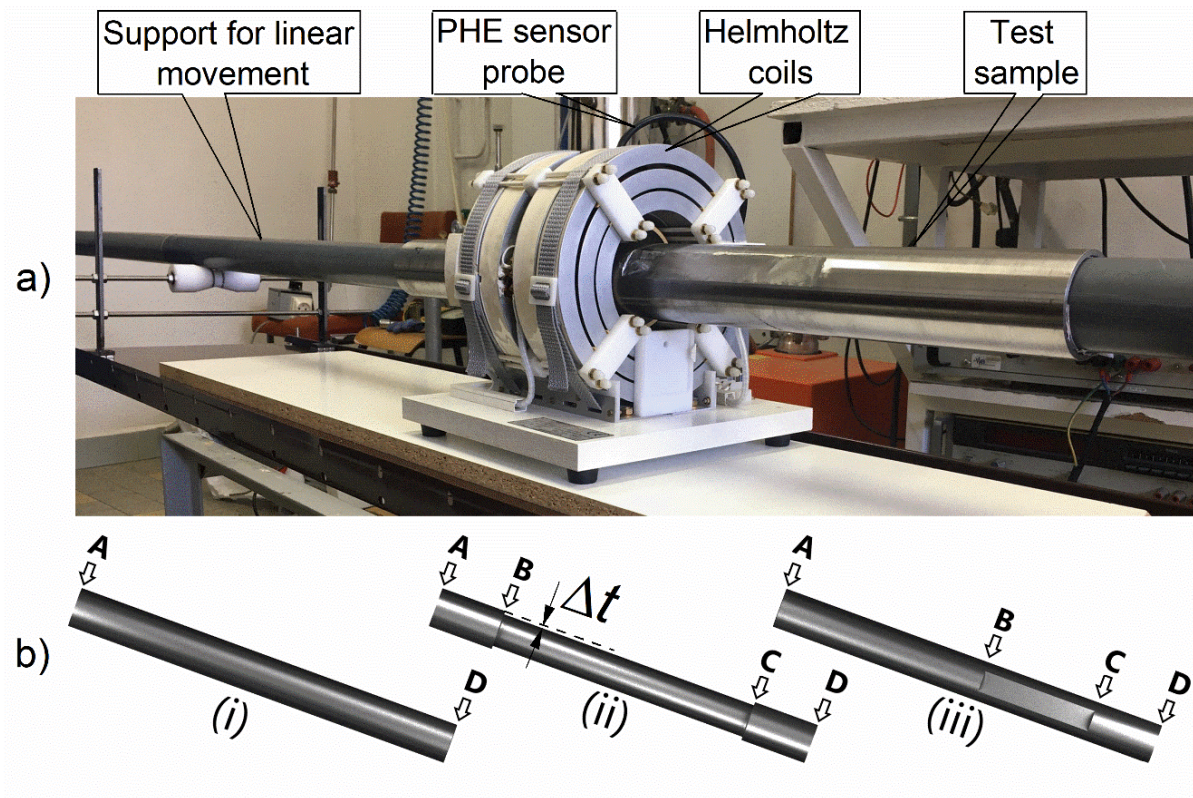 Support for linear
movement
PHE sensor
probe
Helmholtz
coils
Test
sample
a)
A
D
(i)
A
B
Δt
C
D
(ii)
A
B
C
D
(iii)
b)